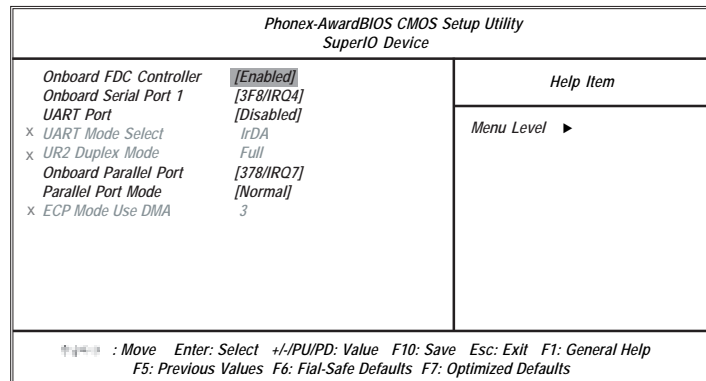 Phonex-AwardBIOS CMOS Setup Utility
SuperIO Device
Onboard FDC Controller [Enabled]
Onboard Serial Port 1 [3F8/IRQ4]
UART Port [Disabled]
x UART Mode Select IrDA
x UR2 Duplex Mode Full
Onboard Parallel Port [378/IRQ7]
Parallel Port Mode [Normal]
x ECP Mode Use DMA 3
Help Item
Menu Level ▶
: Move Enter: Select +/-/PU/PD: Value F10: Save Esc: Exit F1: General Help
F5: Previous Values F6: Fial-Safe Defaults F7: Optimized Defaults